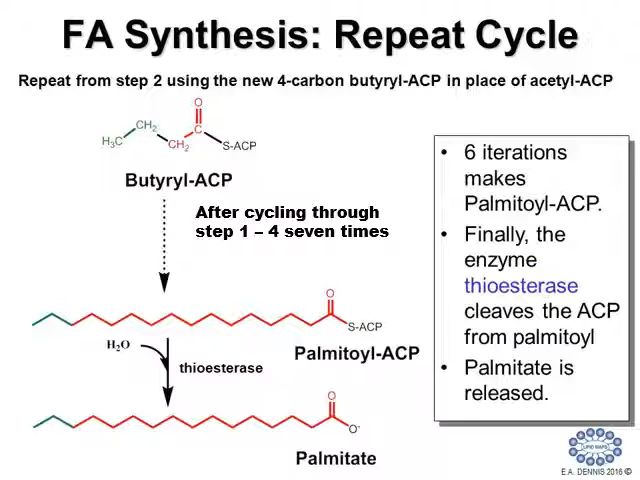 FA Synthesis: Repeat Cycle
Repeat from step 2 using the new 4-carbon butyryl-ACP in place of acetyl-ACP
O
CH2
C
H3C
CH2
S-ACP
Butyryl-ACP
After cycling through
step 1 – 4 seven times
O
S-ACP
Palmitoyl-ACP
H2O
thioesterase
O
O-
Palmitate
• 6 iterations
makes
Palmitoyl-ACP.
• Finally, the
enzyme
thioesterase
cleaves the ACP
from palmitoyl
• Palmitate is
released.
LIPID MAPS
E.A. DENNIS 2016 ©